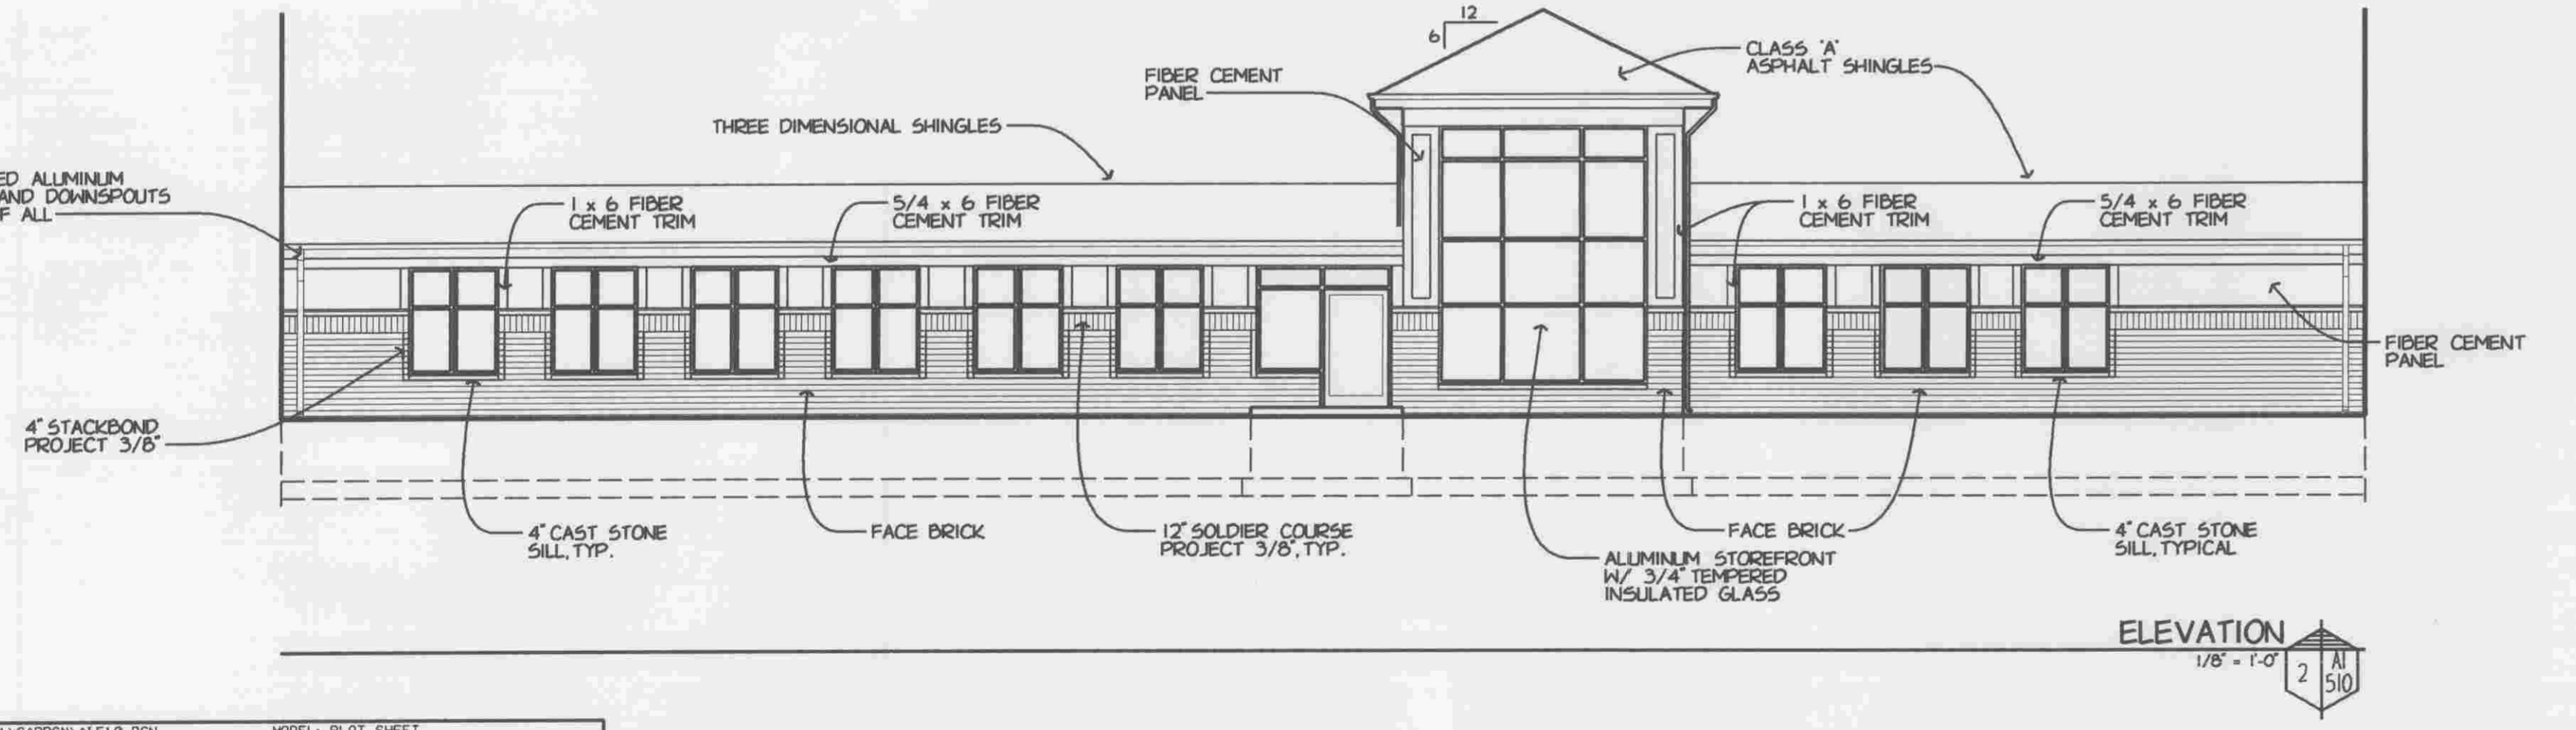 12
6
CLASS 'A'
ASPHALT SHINGLES
FIBER CEMENT
PANEL
THREE DIMENSIONAL SHINGLES
ED ALUMINUM
AND DOWNSPOUTS
F ALL
1 x 6 FIBER
CEMENT TRIM
5/4 x 6 FIBER
CEMENT TRIM
1 x 6 FIBER
CEMENT TRIM
5/4 x 6 FIBER
CEMENT TRIM
FIBER CEMENT
PANEL
4" STACKBOND
PROJECT 3/8"
4" CAST STONE
SILL, TYP.
FACE BRICK
12" SOLDIER COURSE
PROJECT 3/8", TYP.
ALUMINUM STOREFRONT
W/ 3/4" TEMPERED
INSULATED GLASS
FACE BRICK
4" CAST STONE
SILL, TYPICAL
ELEVATION
1/8" = 1'-0"
2
A1
510
MODEL: PLOT SHEET